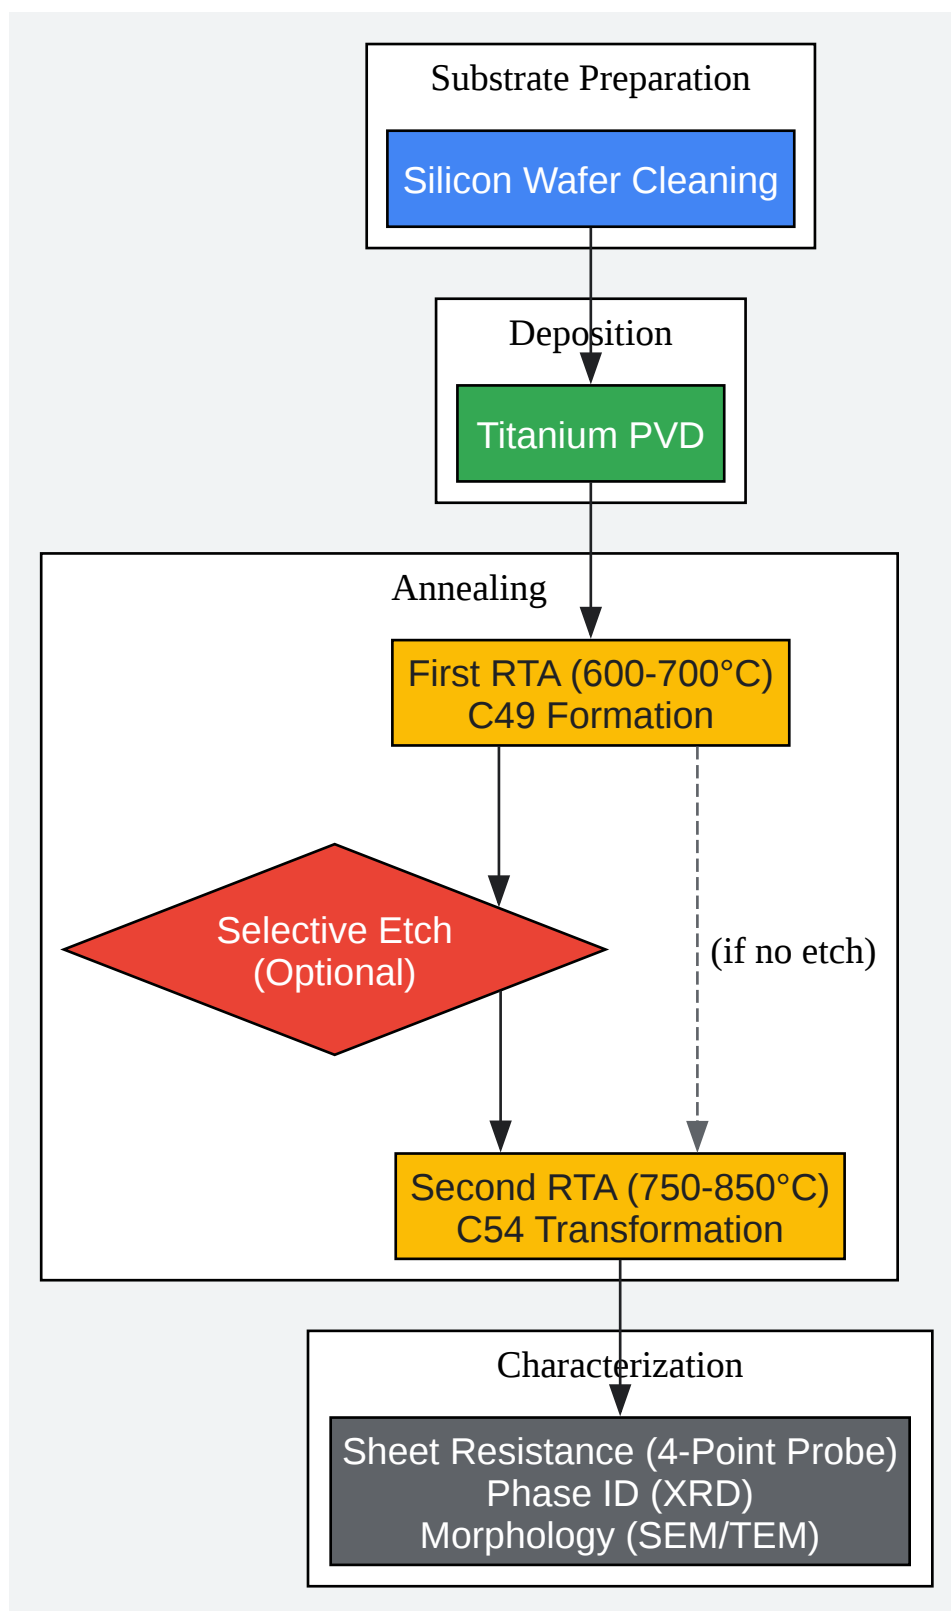 Substrate Preparation
Silicon Wafer Cleaning
Deposition
Titanium PVD
Annealing
First RTA (600-700°C)
C49 Formation
Selective Etch
(Optional)
(if no etch)
Second RTA (750-850°C)
C54 Transformation
Characterization
Sheet Resistance (4-Point Probe)
Phase ID (XRD)
Morphology (SEM/TEM)